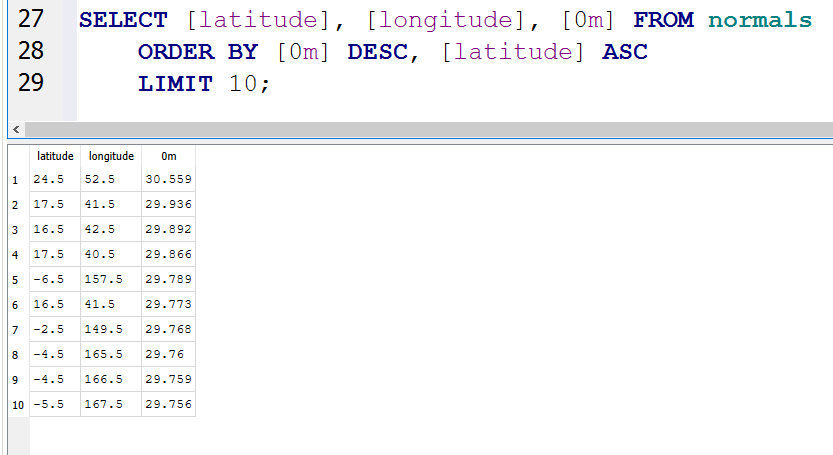 27 SELECT [latitude], [longitude], [0m] FROM normals
28 ORDER BY [0m] DESC, [latitude] ASC
29 LIMIT 10;
<
latitude longitude 0m
1 24.5 52.5 30.559
2 17.5 41.5 29.936
3 16.5 42.5 29.892
4 17.5 40.5 29.866
5 -6.5 157.5 29.789
6 16.5 41.5 29.773
7 -2.5 149.5 29.768
8 -4.5 165.5 29.76
9 -4.5 166.5 29.759
10 -5.5 167.5 29.756